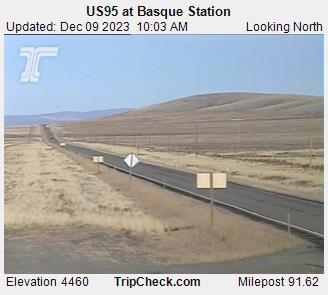 US95 at Basque Station
Updated: Dec 09 2023 10:03 AM Looking North
Elevation 4460 TripCheck.com Milepost 91.62